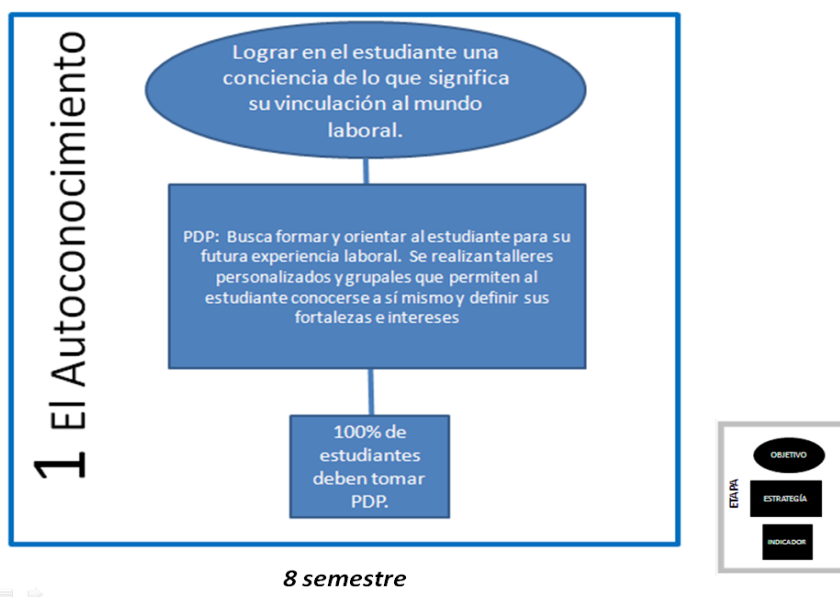 1 El Autoconocimiento
Lograr en el estudiante una
conciencia de lo que significa
su vinculación al mundo
laboral.
PDP: Busca formar y orientar al estudiante para su
futura experiencia laboral. Se realizan talleres
personalizados y grupales que permiten al
estudiante conocerse a sí mismo y definir sus
fortalezas e intereses
100% de
estudiantes
deben tomar
PDP.
ETAPA
OBJETIVO
ESTRATEGÍA
INDICADOR
8 semestre